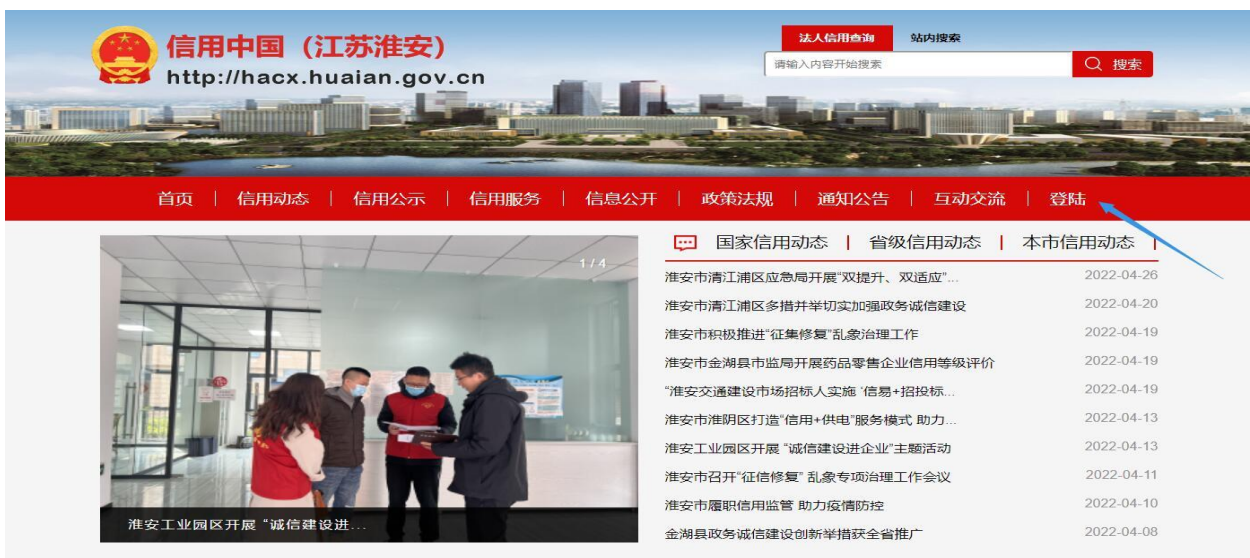 信用中国（江苏淮安）
http://hacx.huaian.gov.cn
法人信用查询 站内搜索
请输入内容开始搜索 搜索
首页 | 信用动态 | 信用公示 | 信用服务 | 信息公开 | 政策法规 | 通知公告 | 互动交流 | 登陆
1/4
淮安工业园区开展“诚信建设进...
国家信用动态 | 省级信用动态 | 本市信用动态 |
淮安市清江浦区应急局开展“双提升、双适应”... 2022-04-26
淮安市清江浦区多措并举切实加强政务诚信建设 2022-04-20
淮安市积极推进“征集修复”乱象治理工作 2022-04-19
淮安市金湖县市监局开展药品零售企业信用等级评价 2022-04-19
“淮安交通建设市场招标人实施‘信易+招投标... 2022-04-19
淮安市淮阴区打造“信用+供电”服务模式 助力... 2022-04-13
淮安工业园区开展 “诚信建设进企业”主题活动 2022-04-13
淮安市召开“征信修复” 乱象专项治理工作会议 2022-04-11
淮安市履职信用监管 助力疫情防控 2022-04-10
金湖县政务诚信建设创新举措获全省推广 2022-04-08